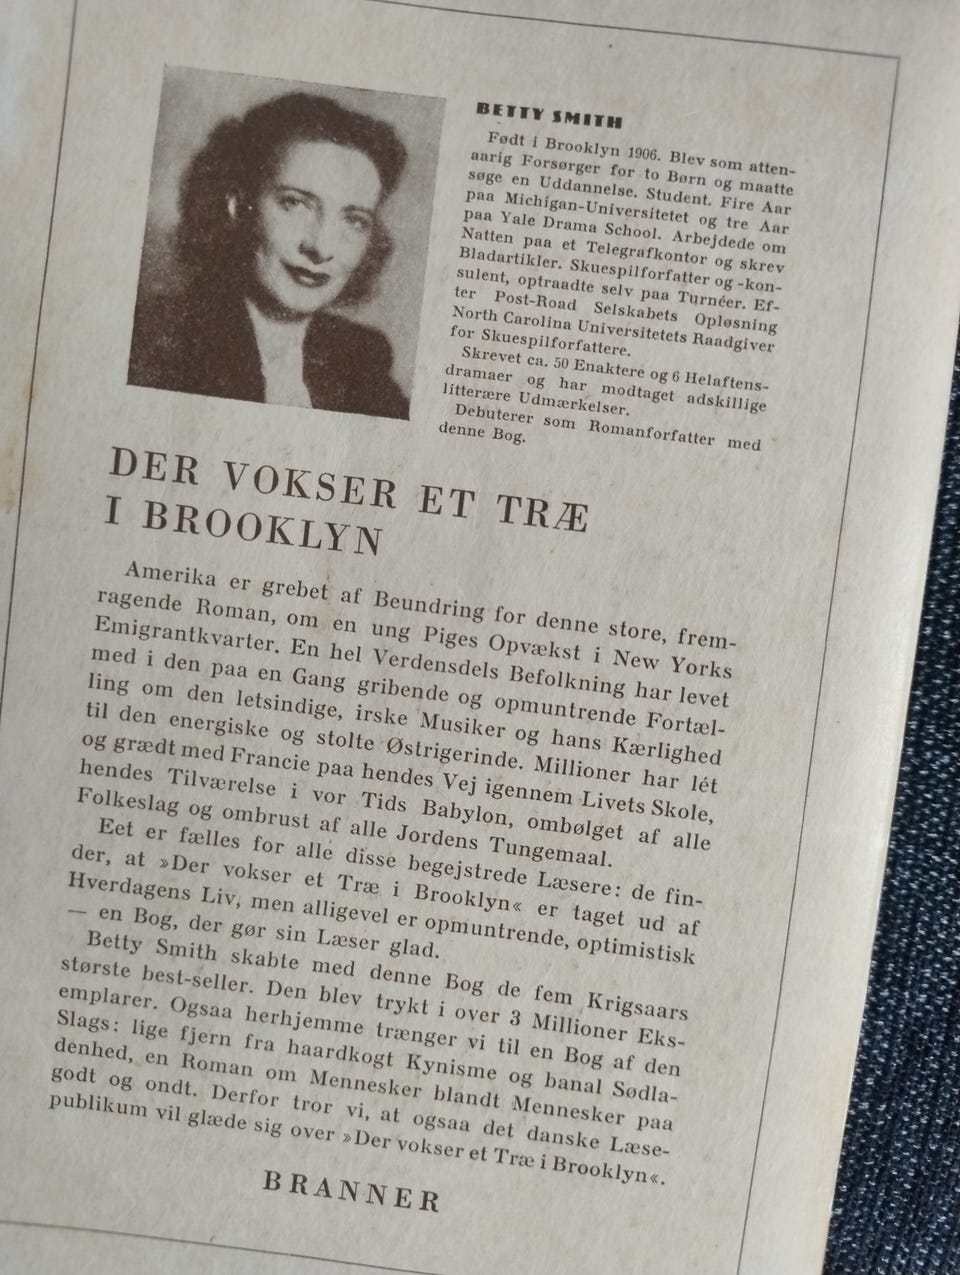 BETTY SMITH
Født i Brooklyn 1906. Blev som atten-
aarig Forsørger for to Børn og maatte
søge en Uddannelse. Student. Fire Aar
paa Michigan-Universitetet og tre Aar
paa Yale Drama School. Arbejdede om
Natten paa et Telegrafkontor og skrev
Bladartikler. Skuespilforfatter og -kon-
sulent, optraadte selv paa Turnéer. Ef-
ter Post-Road Selskabets Opløsning
North Carolina Universitetets Raadgiver
for Skuespilforfattere.
Skrevet ca. 50 Enaktere og 6 Helaftens-
dramaer og har modtaget adskillige
litterære Udmærkelser.
Debuterer som Romanforfatter med
denne Bog.
DER VOKSER ET TRÆ
I BROOKLYN
Amerika er grebet af Beundring for denne store, frem-
ragende Roman, om en ung Piges Opvækst i New Yorks
Emigrantkvarter. En hel Verdensdels Befolkning har levet
med i den paa en Gang gribende og opmuntrende Fortæl-
ling om den letsindige, irske Musiker og hans Kærlighed
til den energiske og stolte Østrigerinde. Millioner har lét
og grædt med Francie paa hendes Vej igennem Livets Skole,
hendes Tilværelse i vor Tids Babylon, ombølget af alle
Folkeslag og ombrust af alle Jordens Tungemaal.
Eet er fælles for alle disse begejstrede Læsere: de fin-
der, at »Der vokser et Træ i Brooklyn« er taget ud af
Hverdagens Liv, men alligevel er opmuntrende, optimistisk
— en Bog, der gør sin Læser glad.
Betty Smith skabte med denne Bog de fem Krigsaars
største best-seller. Den blev trykt i over 3 Millioner Eks-
emplarer. Ogsaa herhjemme trænger vi til en Bog af den
Slags: lige fjern fra haardkogt Kynisme og banal Sødla-
denhed, en Roman om Mennesker blandt Mennesker paa
godt og ondt. Derfor tror vi, at ogsaa det danske Læse-
publikum vil glæde sig over »Der vokser et Træ i Brooklyn«.
BRANNER